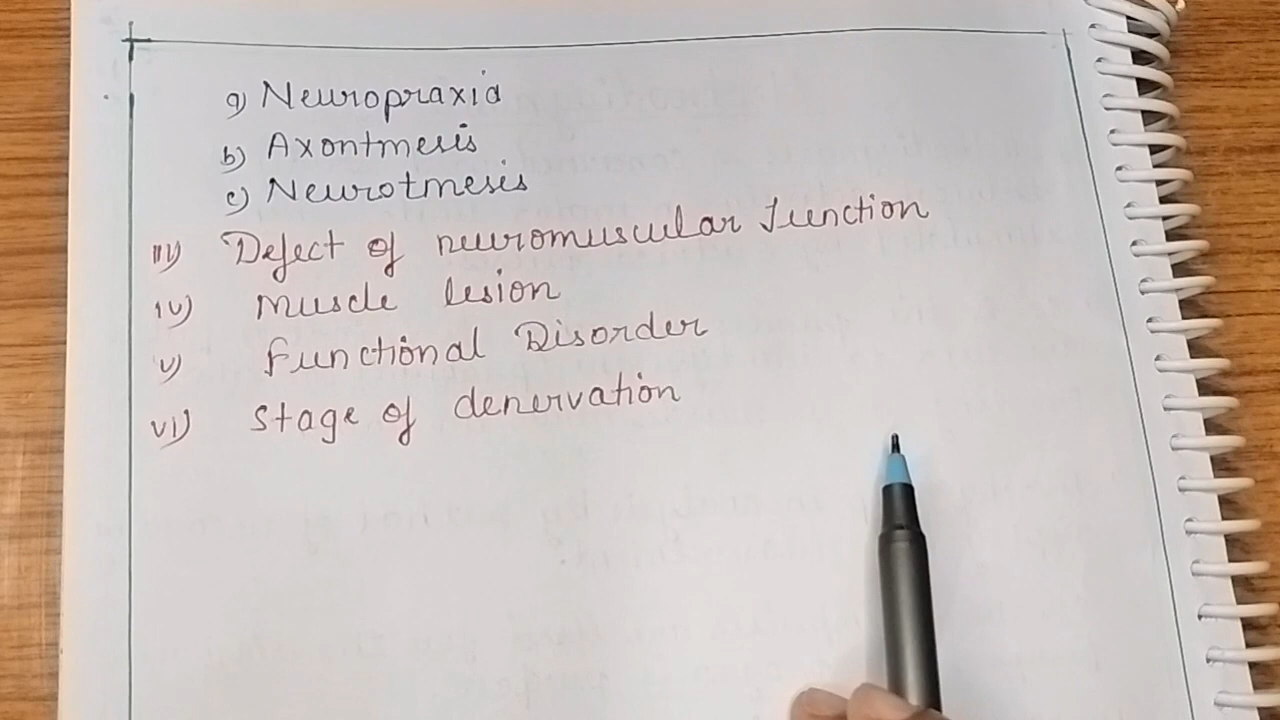 a) Neuropraxia
b) Axontmesis
c) Neurotmesis
III) Defect of neuromuscular Junction
IV) Muscle lesion
V) Functional Disorder
VI) Stage of denervation